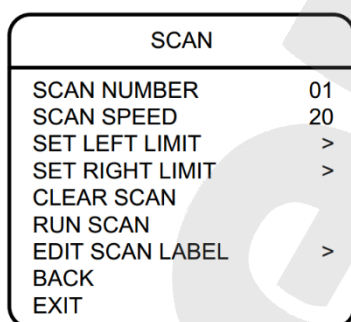 SCAN
SCAN NUMBER 01
SCAN SPEED 20
SET LEFT LIMIT >
SET RIGHT LIMIT >
CLEAR SCAN
RUN SCAN
EDIT SCAN LABEL >
BACK
EXIT